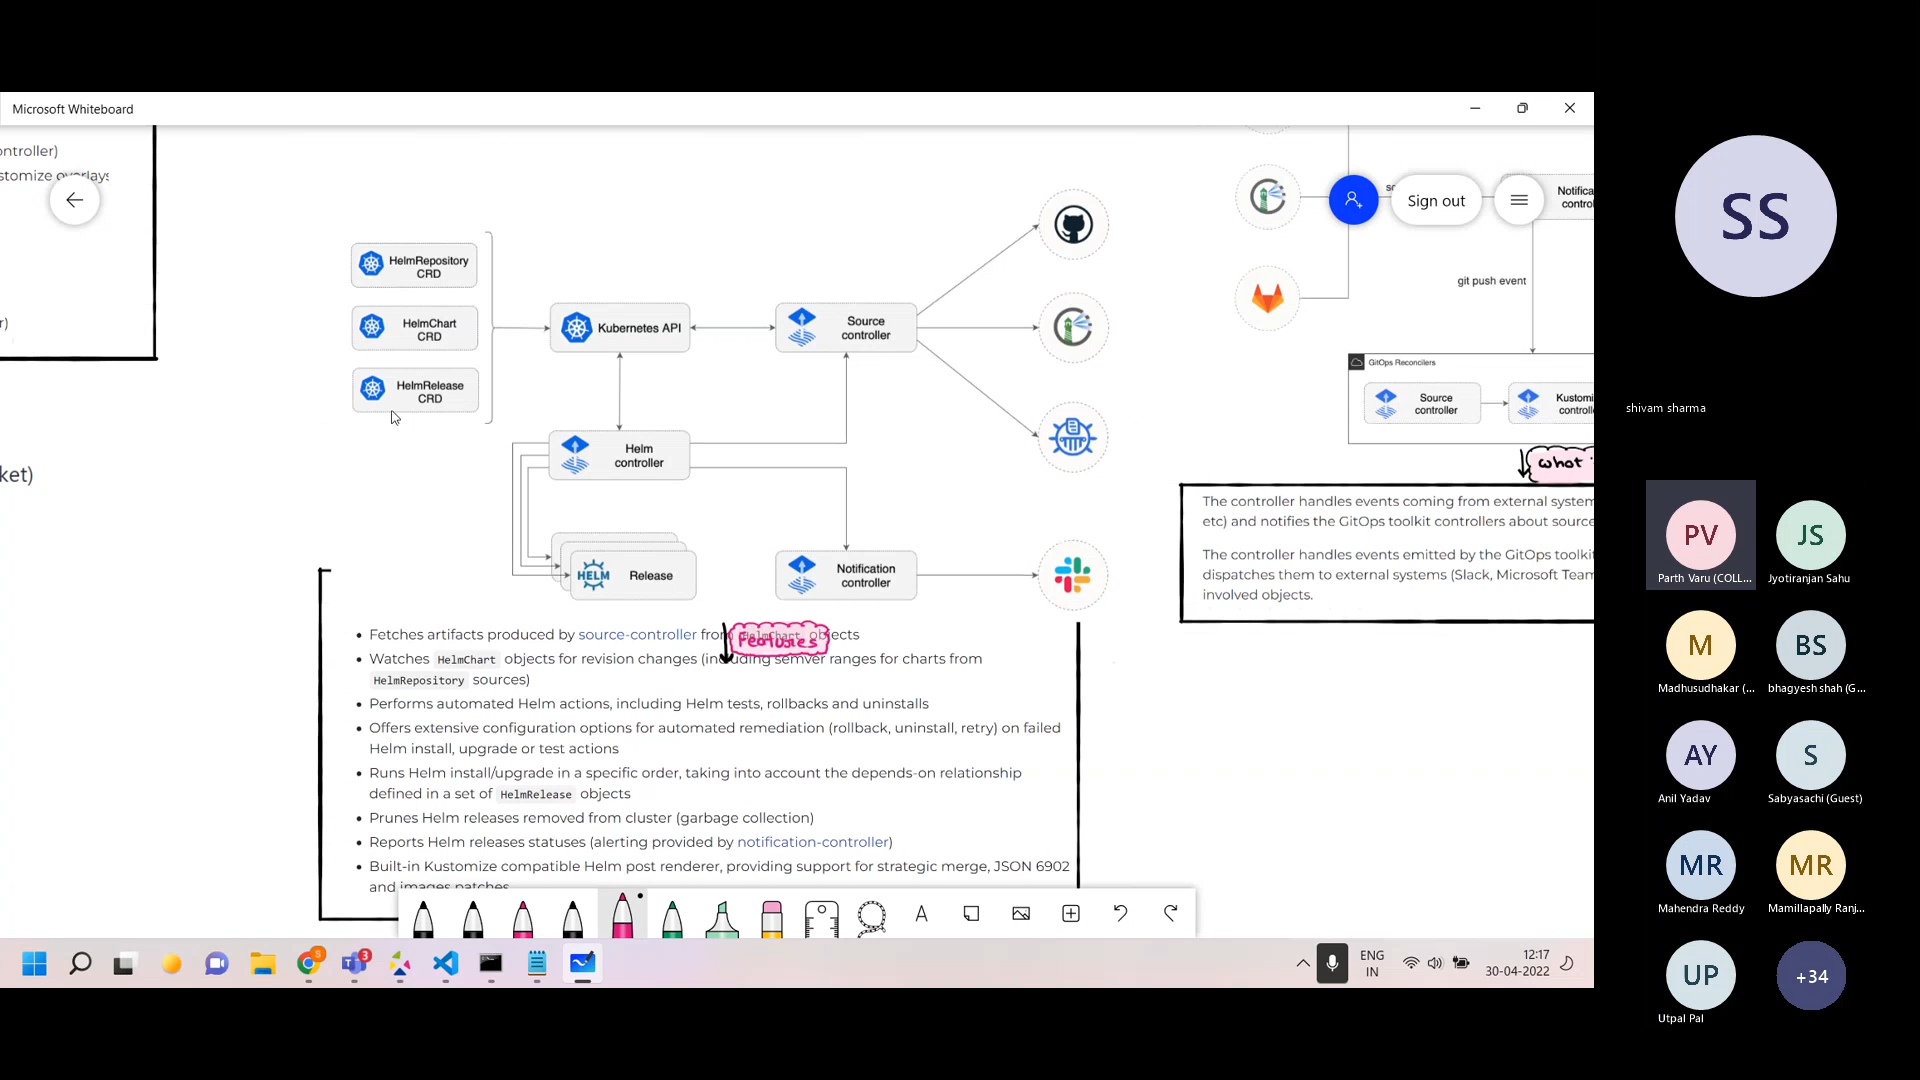 Microsoft Whiteboard
ontroller)
stomize overlays
r)
ket)
Sign out
HelmRepository
CRD
HelmChart
CRD
HelmRelease
CRD
Kubernetes API
Source
controller
Helm
controller
HELM
Release
Notification
controller
Notifica
contro
git push event
GitOps Reconcilers
Source
controller
Kustomi
controlle
what
The controller handles events coming from external system
etc) and notifies the GitOps toolkit controllers about source
The controller handles events emitted by the GitOps toolki
dispatches them to external systems (Slack, Microsoft Team
involved objects.
Features
• Fetches artifacts produced by source-controller from HelmChart objects
• Watches HelmChart objects for revision changes (including semver ranges for charts from
HelmRepository sources)
• Performs automated Helm actions, including Helm tests, rollbacks and uninstalls
• Offers extensive configuration options for automated remediation (rollback, uninstall, retry) on failed
Helm install, upgrade or test actions
• Runs Helm install/upgrade in a specific order, taking into account the depends-on relationship
defined in a set of HelmRelease objects
• Prunes Helm releases removed from cluster (garbage collection)
• Reports Helm releases statuses (alerting provided by notification-controller)
• Built-in Kustomize compatible Helm post renderer, providing support for strategic merge, JSON 6902
and images patches
ENG
IN
12:17
30-04-2022
SS
shivam sharma
PV
Parth Varu (COLL...
JS
Jyotiranjan Sahu
M
Madhusudhakar (...
BS
bhagyesh shah (G...
AY
Anil Yadav
S
Sabyasachi (Guest)
MR
Mahendra Reddy
MR
Mamillapally Ranj...
UP
Utpal Pal
+34